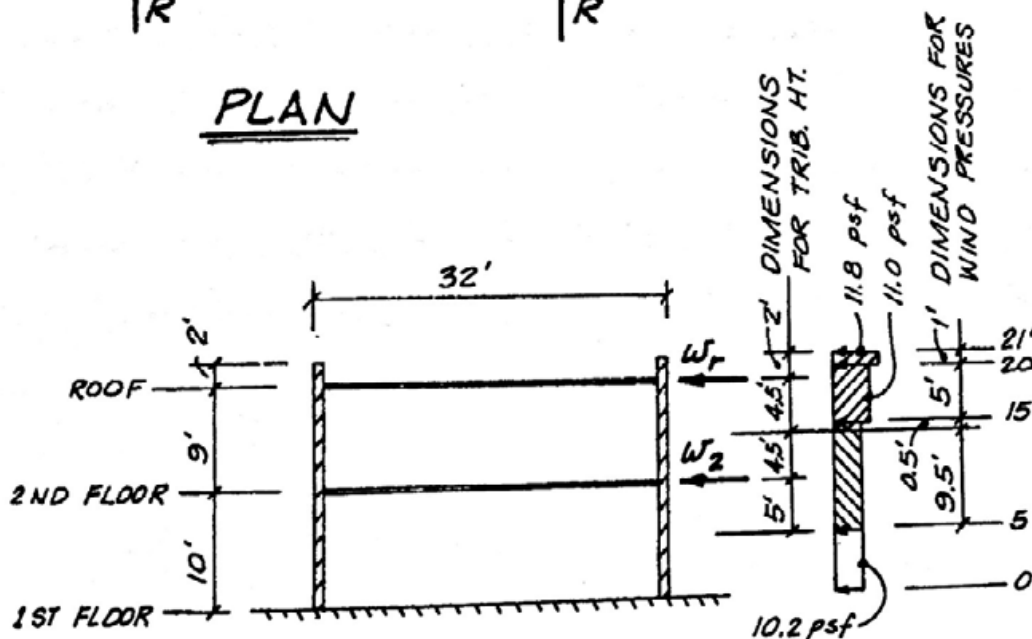 R
R
PLAN
32'
2'
ROOF
9'
2ND FLOOR
10'
1ST FLOOR
Wr
W2
DIMENSIONS
FOR TRIB. HT.
2'
4.5'
4.5'
5'
11.8 psf
11.0 psf
10.2 psf
DIMENSIONS FOR
WIND PRESSURES
1'
5'
0.5'
9.5'
21'
20
15
5
0